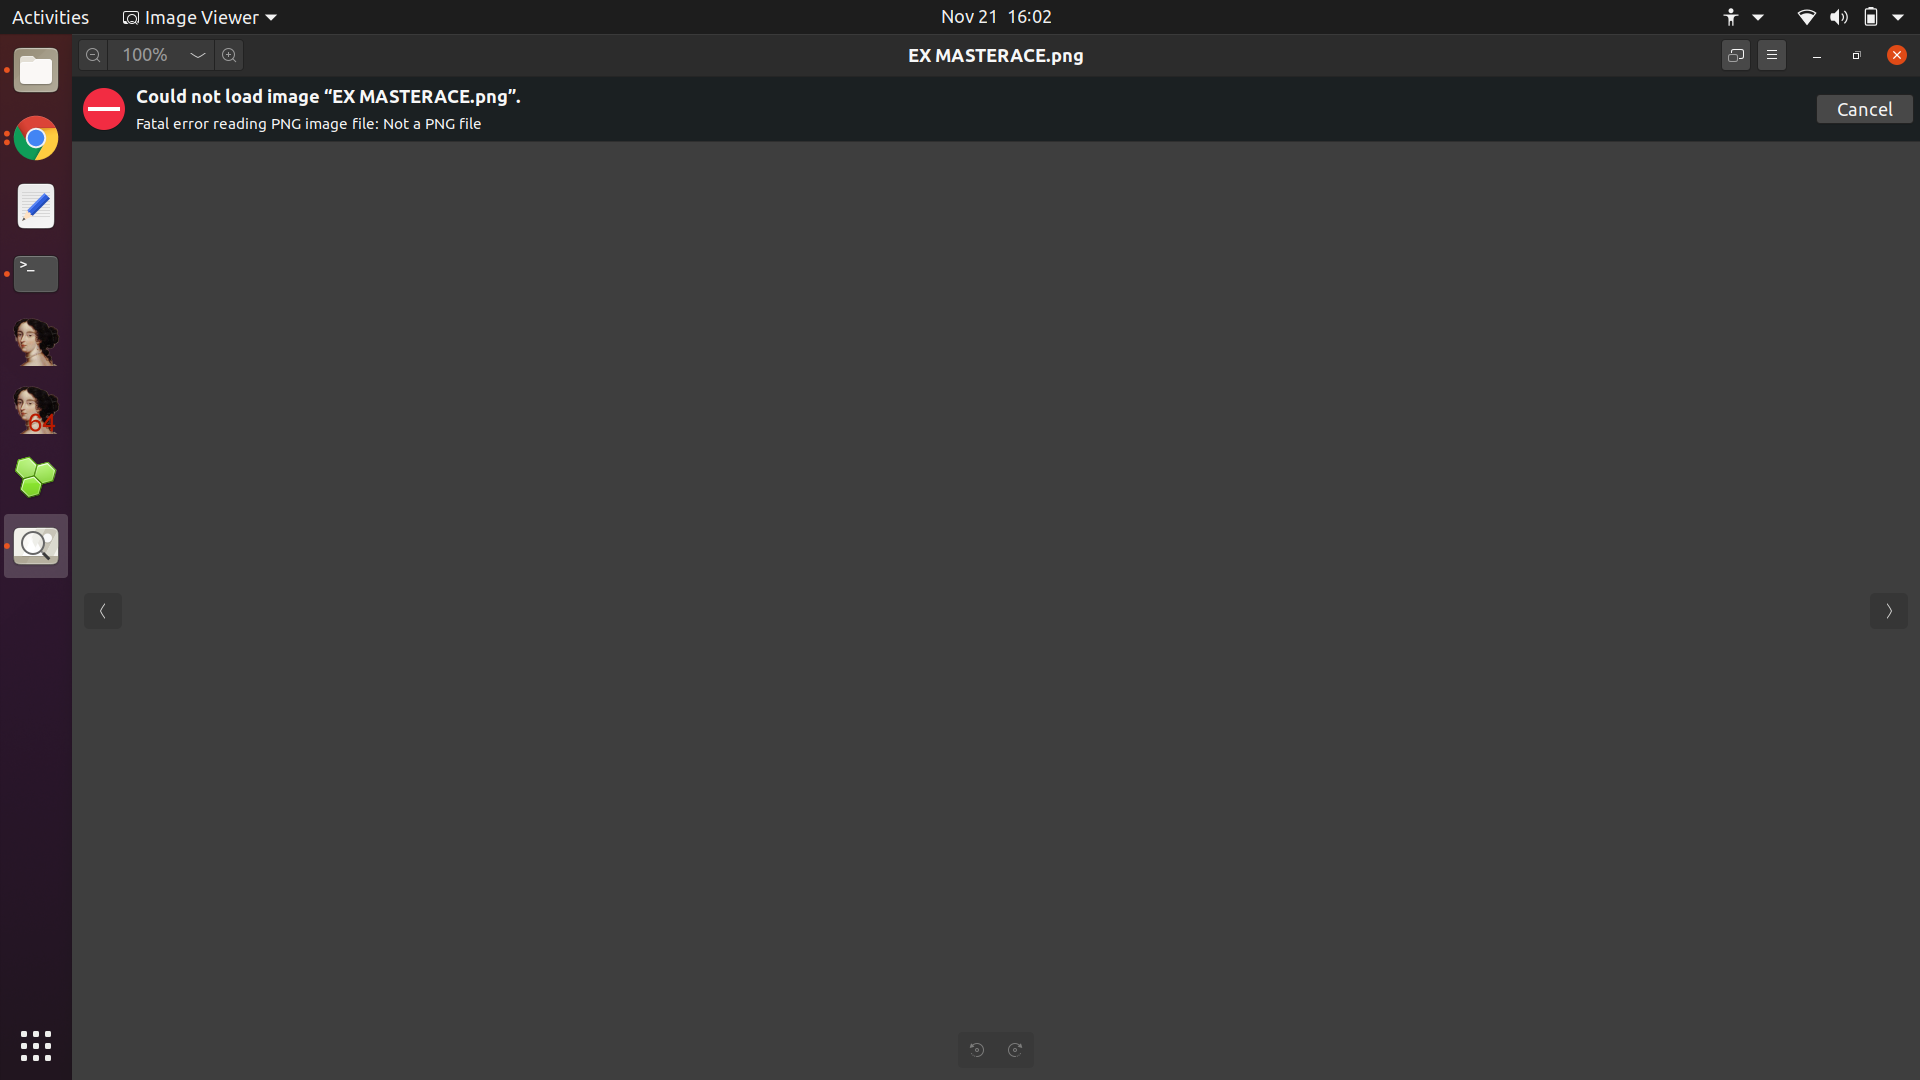 Activities
Image Viewer
Nov 21 16:02
100%
EX MASTERACE.png
Could not load image “EX MASTERACE.png”.
Fatal error reading PNG image file: Not a PNG file
Cancel
>_
64